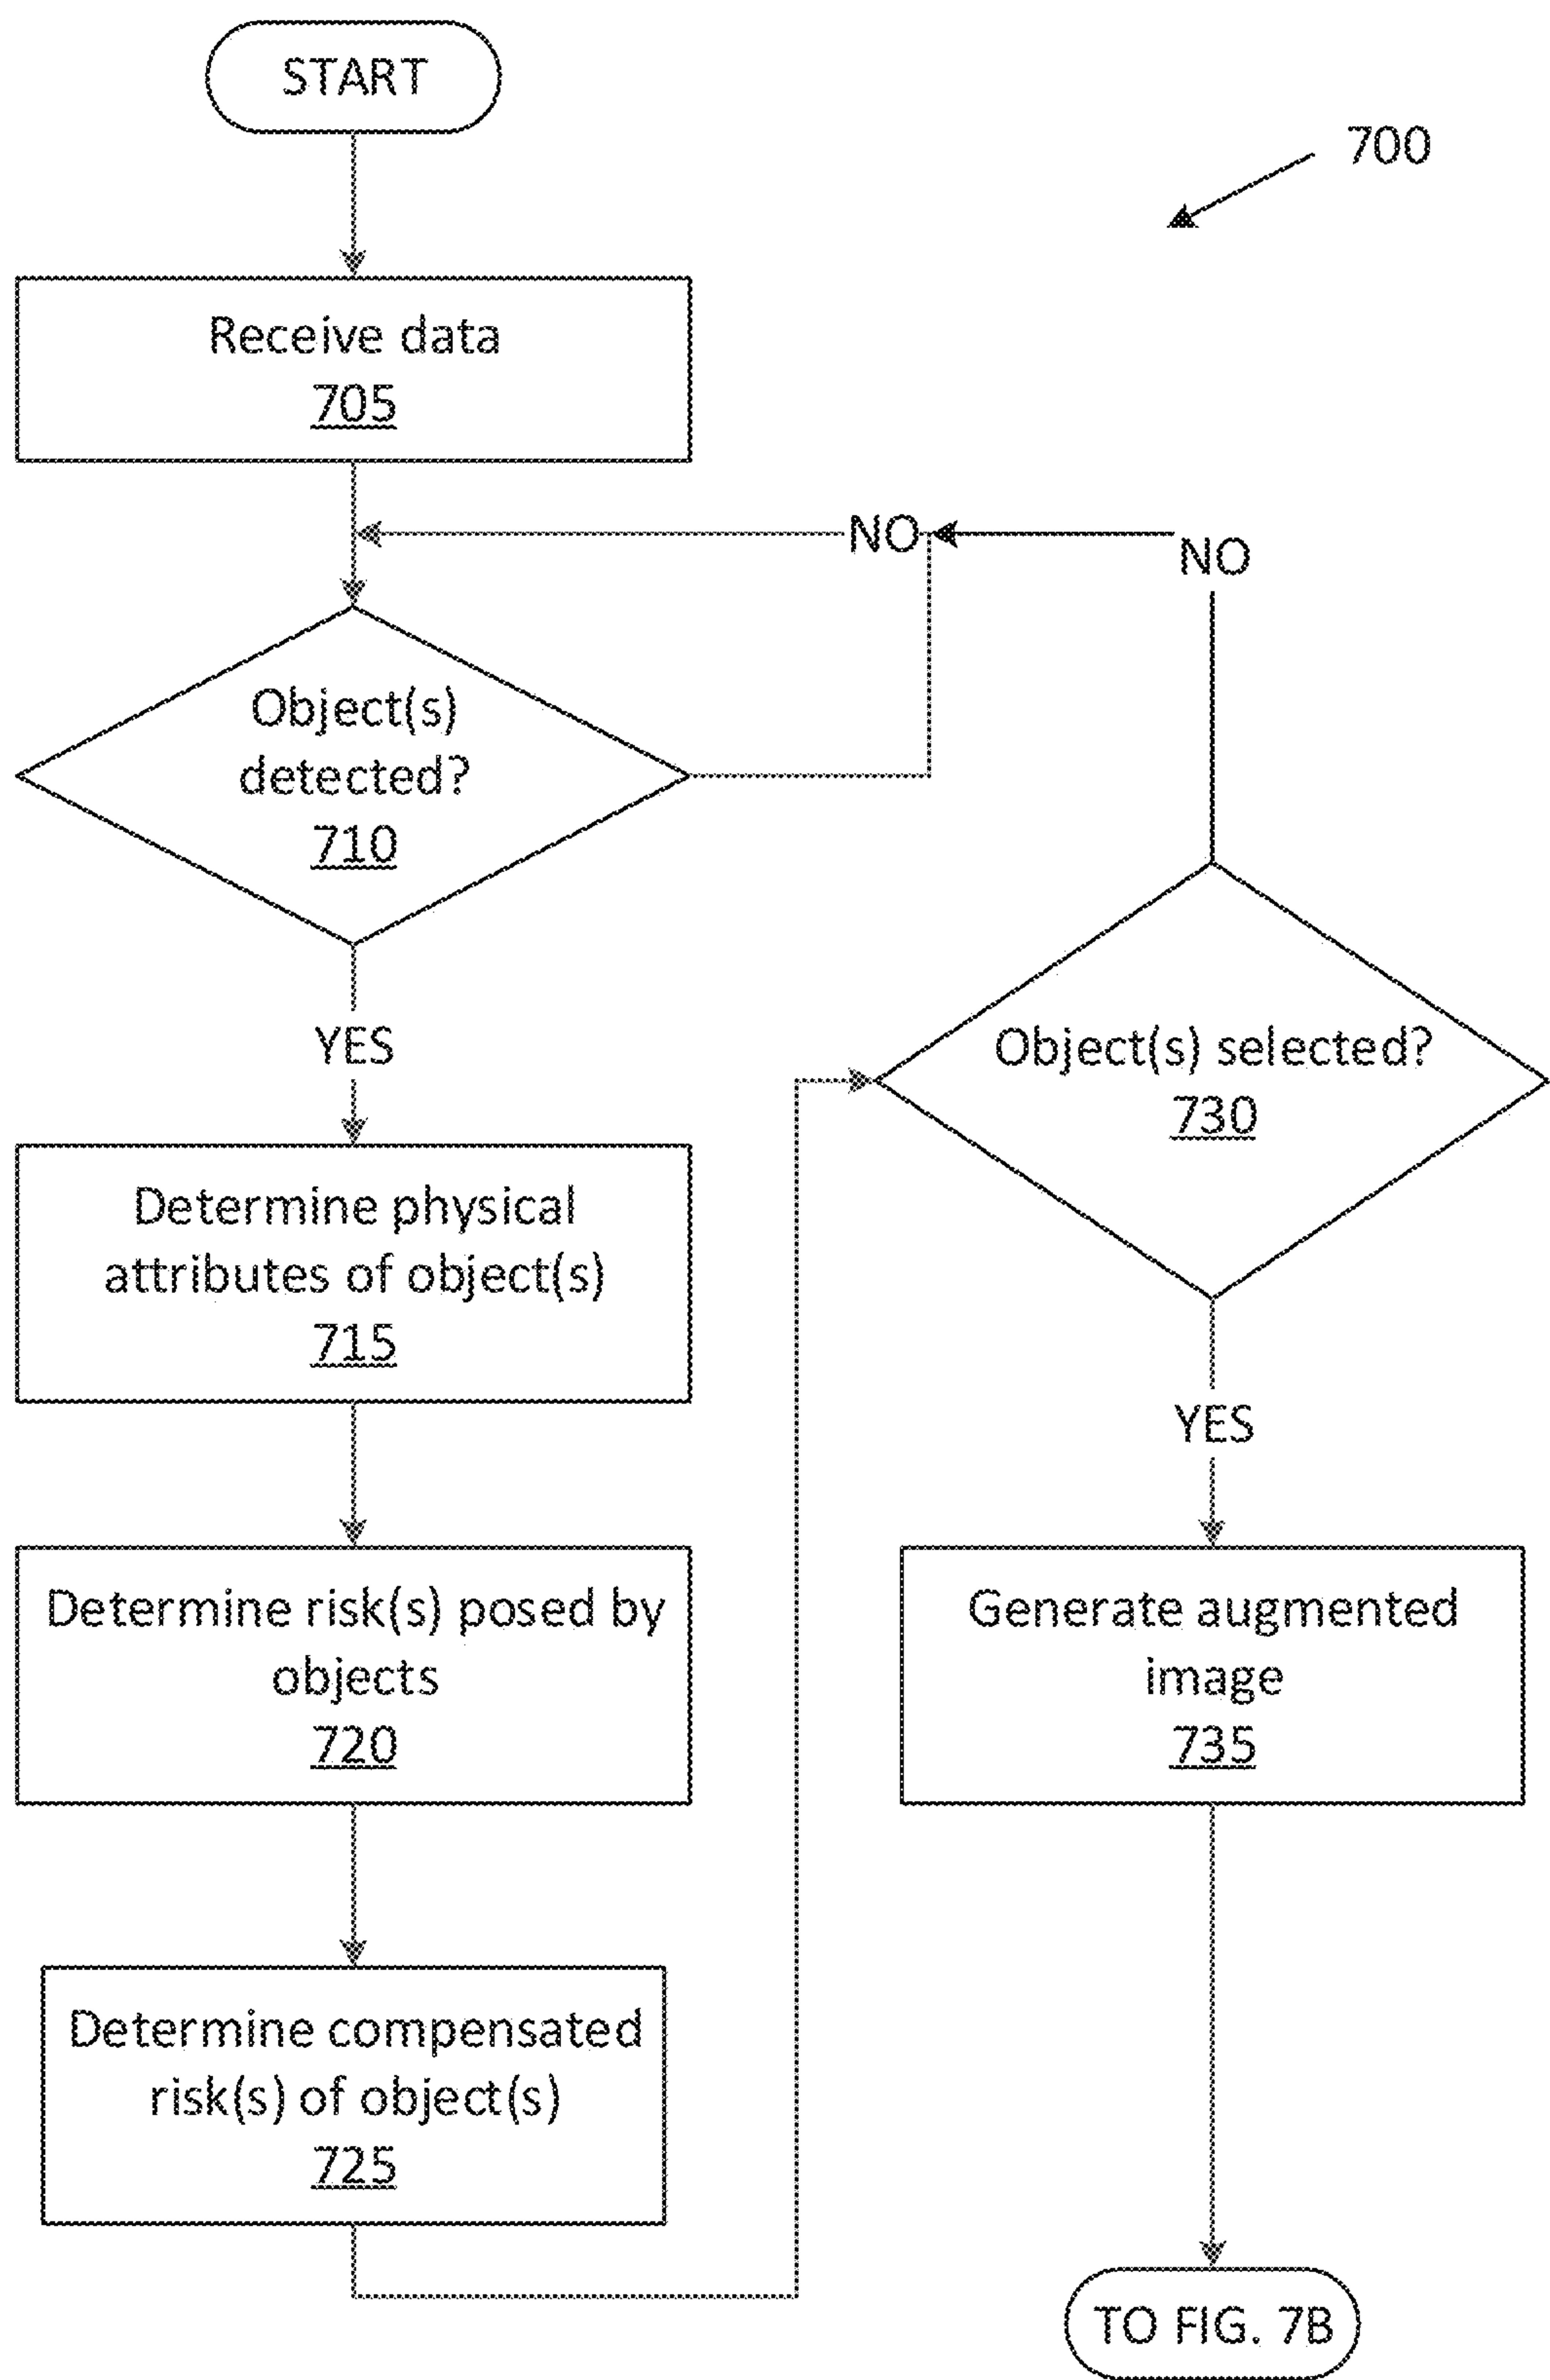 START
700
Receive data
705
NO
NO
Object(s)
detected?
710
YES
Determine physical
attributes of object(s)
715
Determine risk(s) posed by
objects
720
Determine compensated
risk(s) of object(s)
725
Object(s) selected?
730
YES
Generate augmented
image
735
TO FIG. 7B